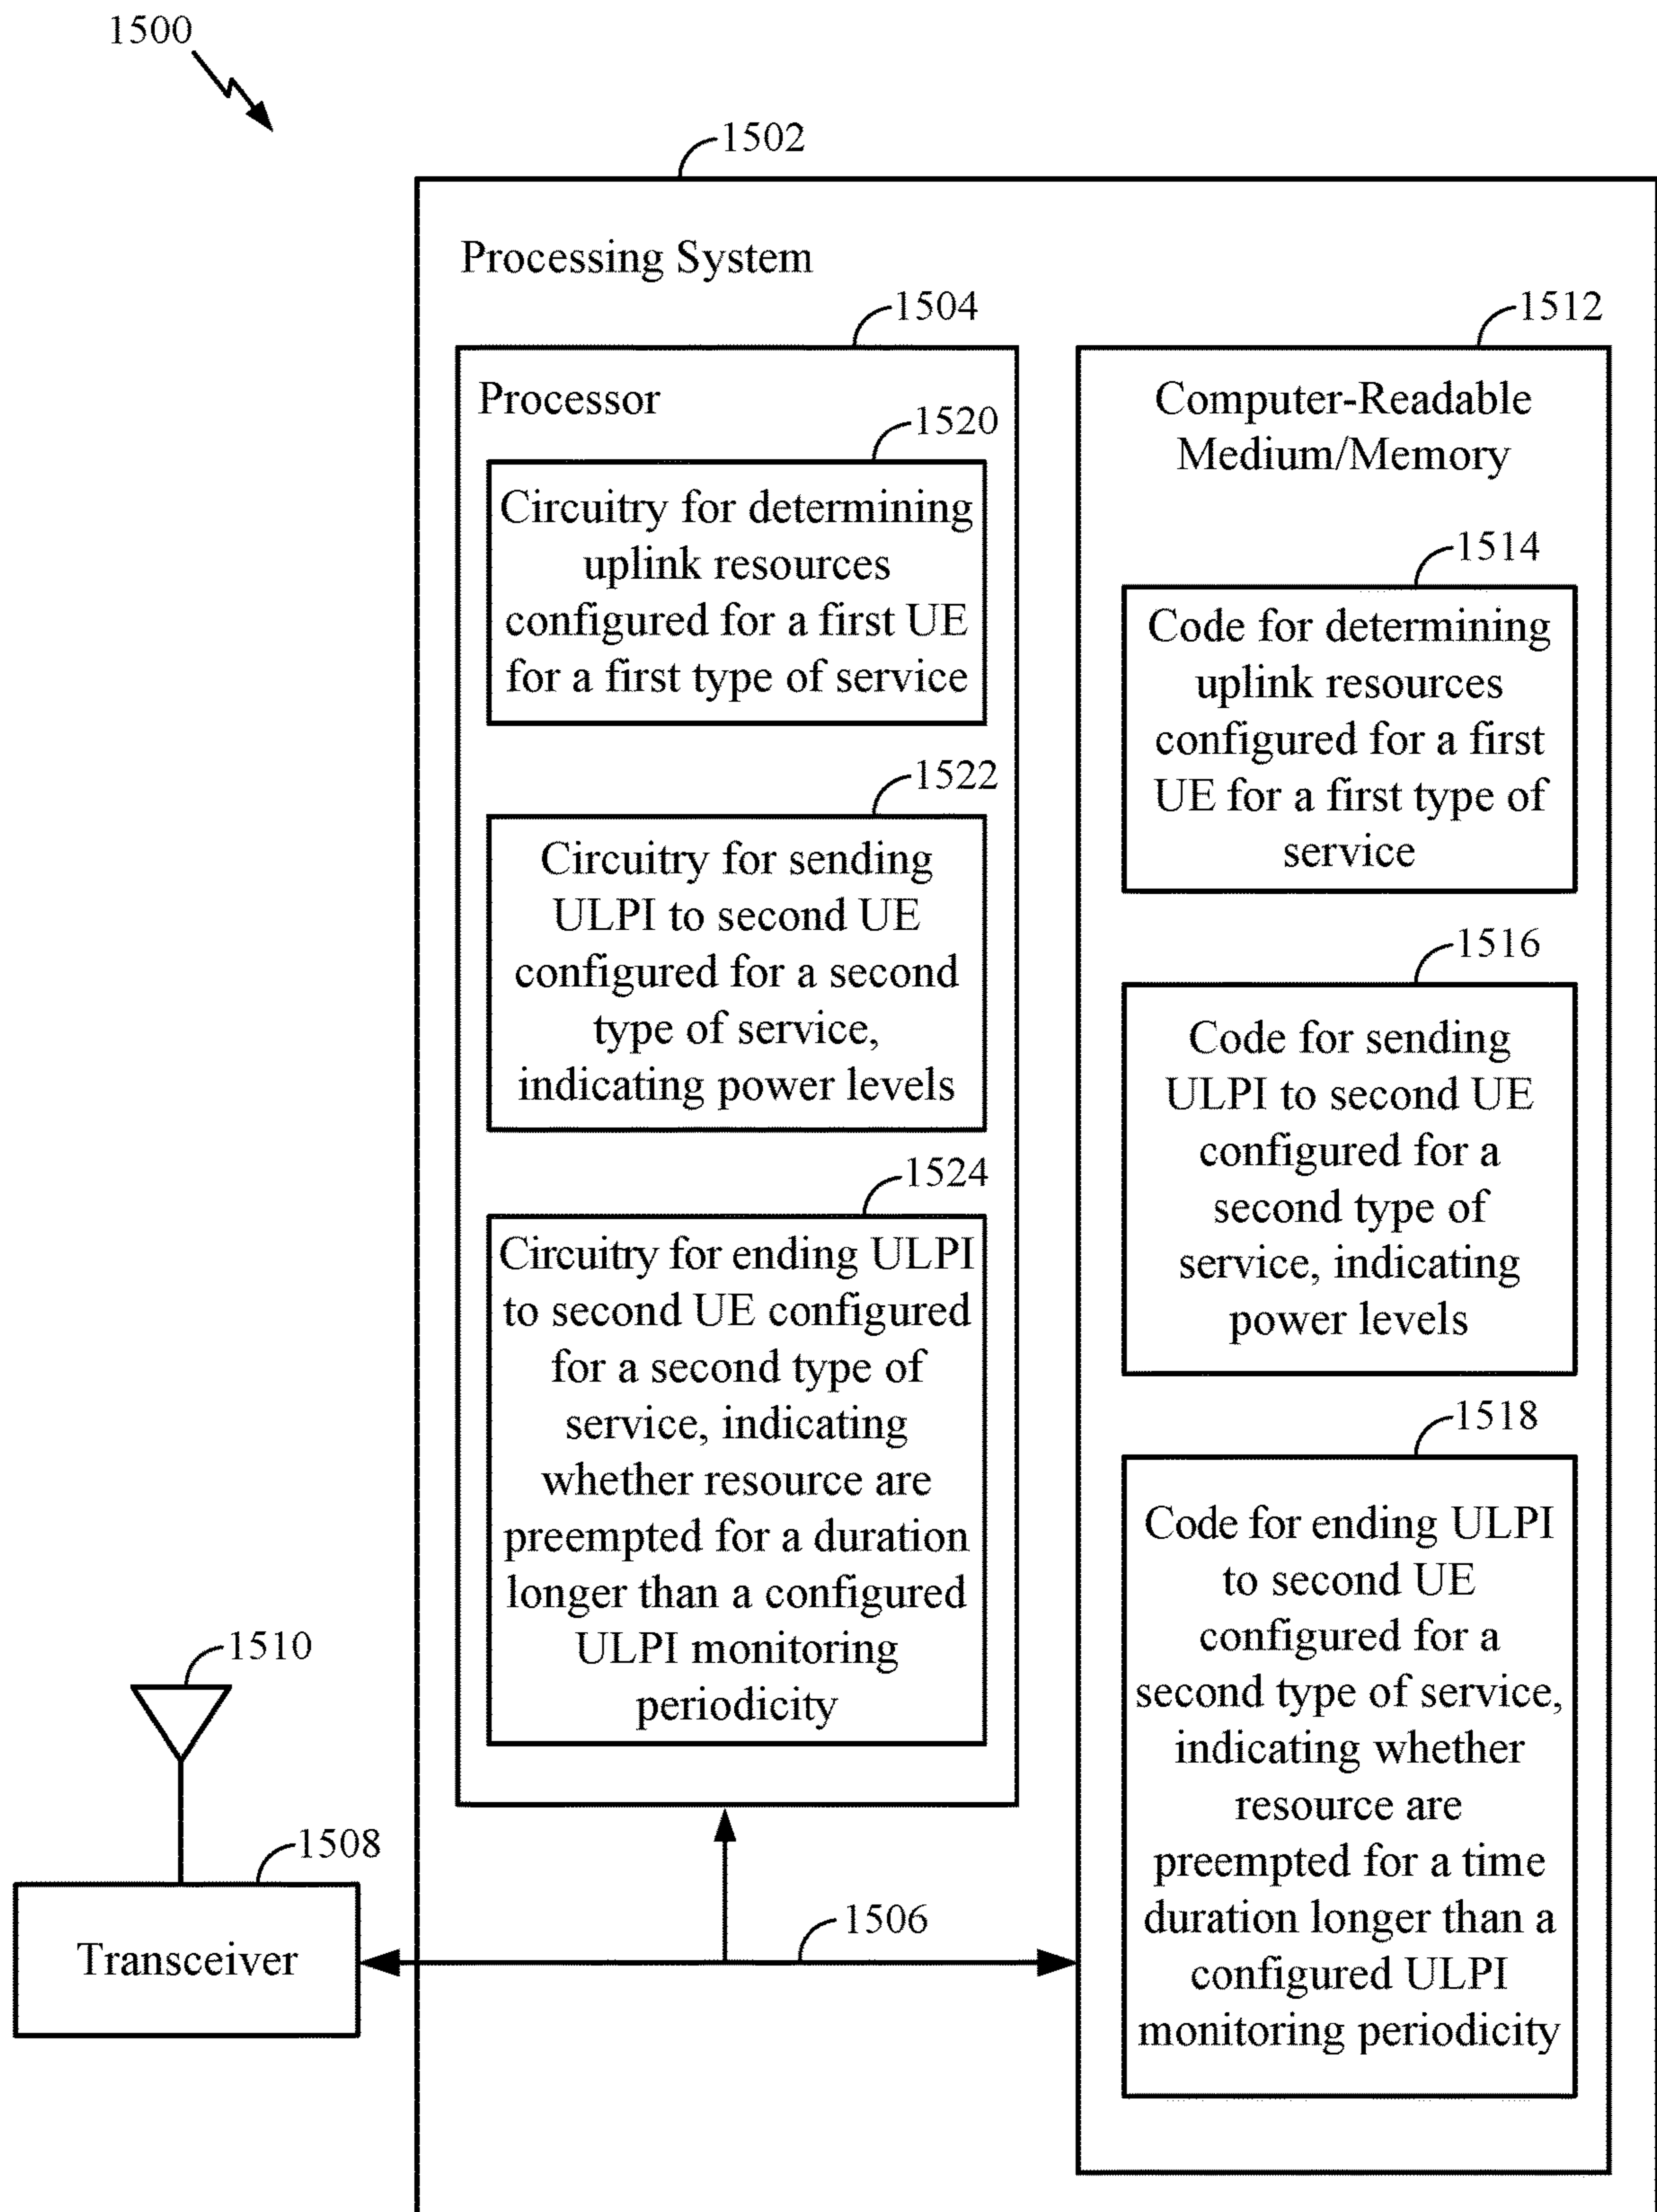 1500
1502
Processing System
1504
Processor
1520
Circuitry for determining
uplink resources
configured for a first UE
for a first type of service
1522
Circuitry for sending
ULPI to second UE
configured for a second
type of service,
indicating power levels
1524
Circuitry for ending ULPI
to second UE configured
for a second type of
service, indicating
whether resource are
preempted for a duration
longer than a configured
ULPI monitoring
periodicity
1512
Computer-Readable
Medium/Memory
1514
Code for determining
uplink resources
configured for a first
UE for a first type of
service
1516
Code for sending
ULPI to second UE
configured for a
second type of
service, indicating
power levels
1518
Code for ending ULPI
to second UE
configured for a
second type of service,
indicating whether
resource are
preempted for a time
duration longer than a
configured ULPI
monitoring periodicity
1510
1508
Transceiver
1506